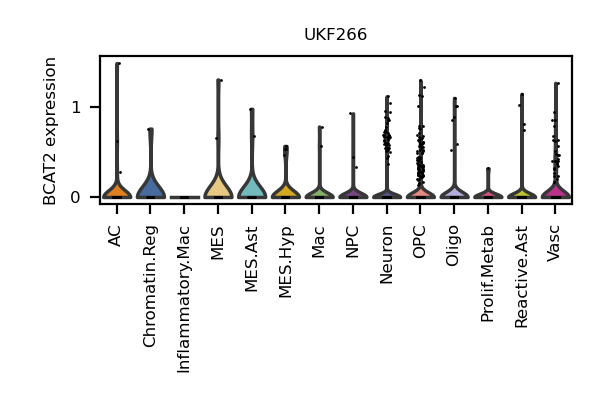 UKF266
BCAT2 expression
1
0
AC
Chromatin.Reg
Inflammatory.Mac
MES
MES.Ast
MES.Hyp
Mac
NPC
Neuron
OPC
Oligo
Prolif.Metab
Reactive.Ast
Vasc